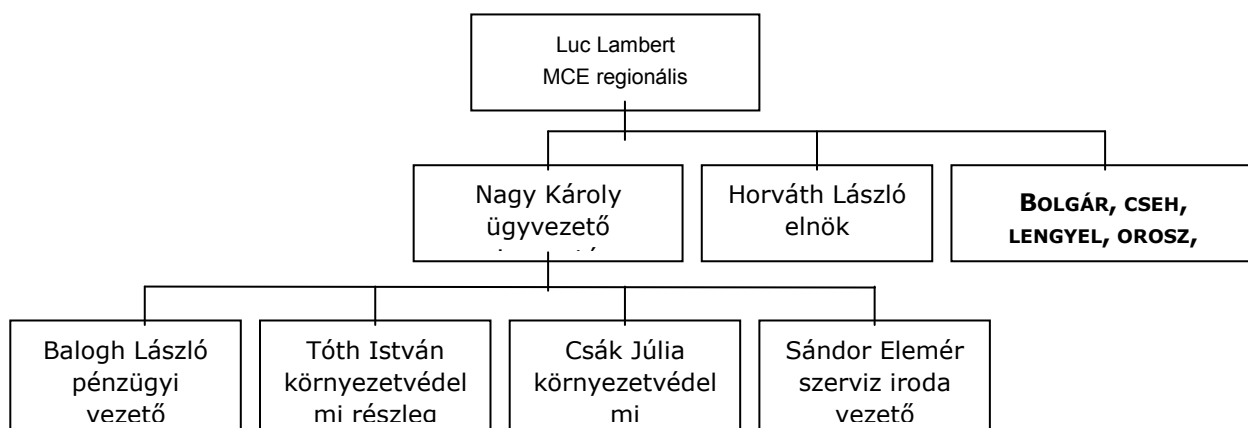 Luc Lambert
MCE regionális
Nagy Károly
ügyvezető
Horváth László
elnök
BOLGÁR, CSEH,
LENGYEL, OROSZ,
Balogh László
pénzügyi
vezető
Tóth István
környezetvédel
mi részleg
Csák Júlia
környezetvédel
mi
Sándor Elemér
szerviz iroda
vezető